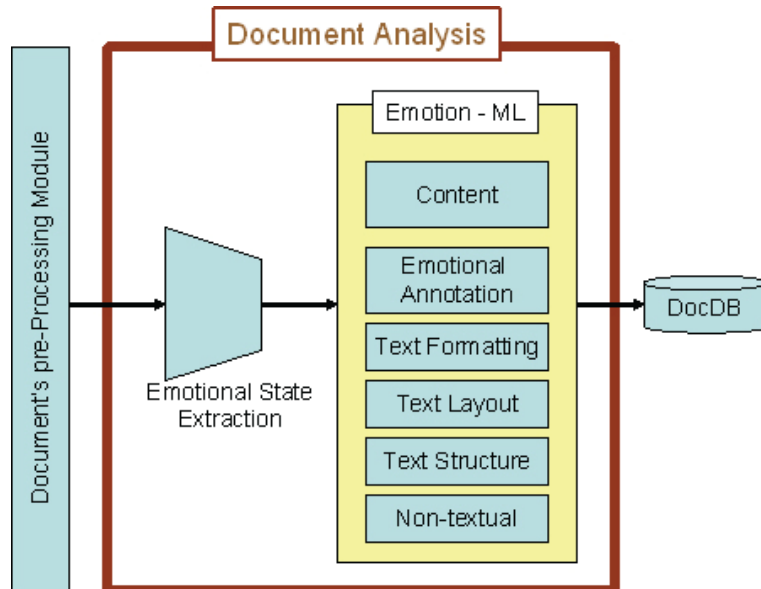 Document Analysis
Document's pre-Processing Module
Emotional State
Extraction
Emotion - ML
Content
Emotional
Annotation
Text Formatting
Text Layout
Text Structure
Non-textual
DocDB